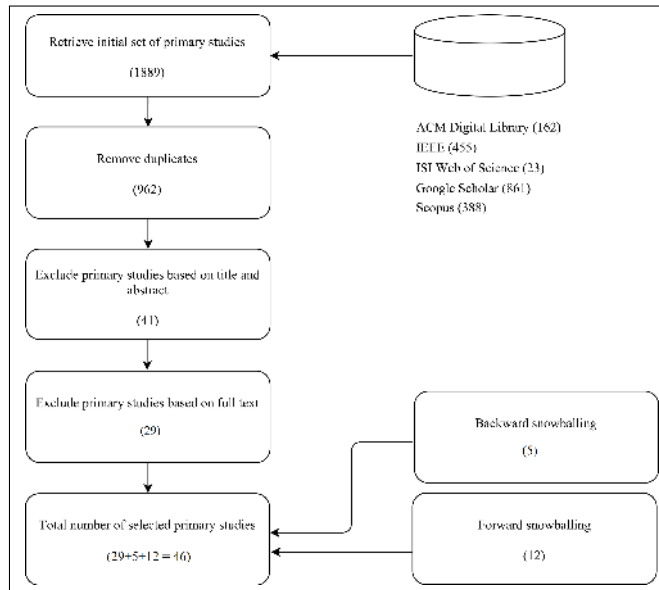 Retrieve initial set of primary studies
(1889)
ACM Digital Library (162)
IEEE (455)
ISI Web of Science (23)
Google Scholar (861)
Scopus (388)
Remove duplicates
(962)
Exclude primary studies based on title and
abstract
(41)
Exclude primary studies based on full text
(29)
Backward snowballing
(5)
Total number of selected primary studies
(29+5+12 = 46)
Forward snowballing
(12)